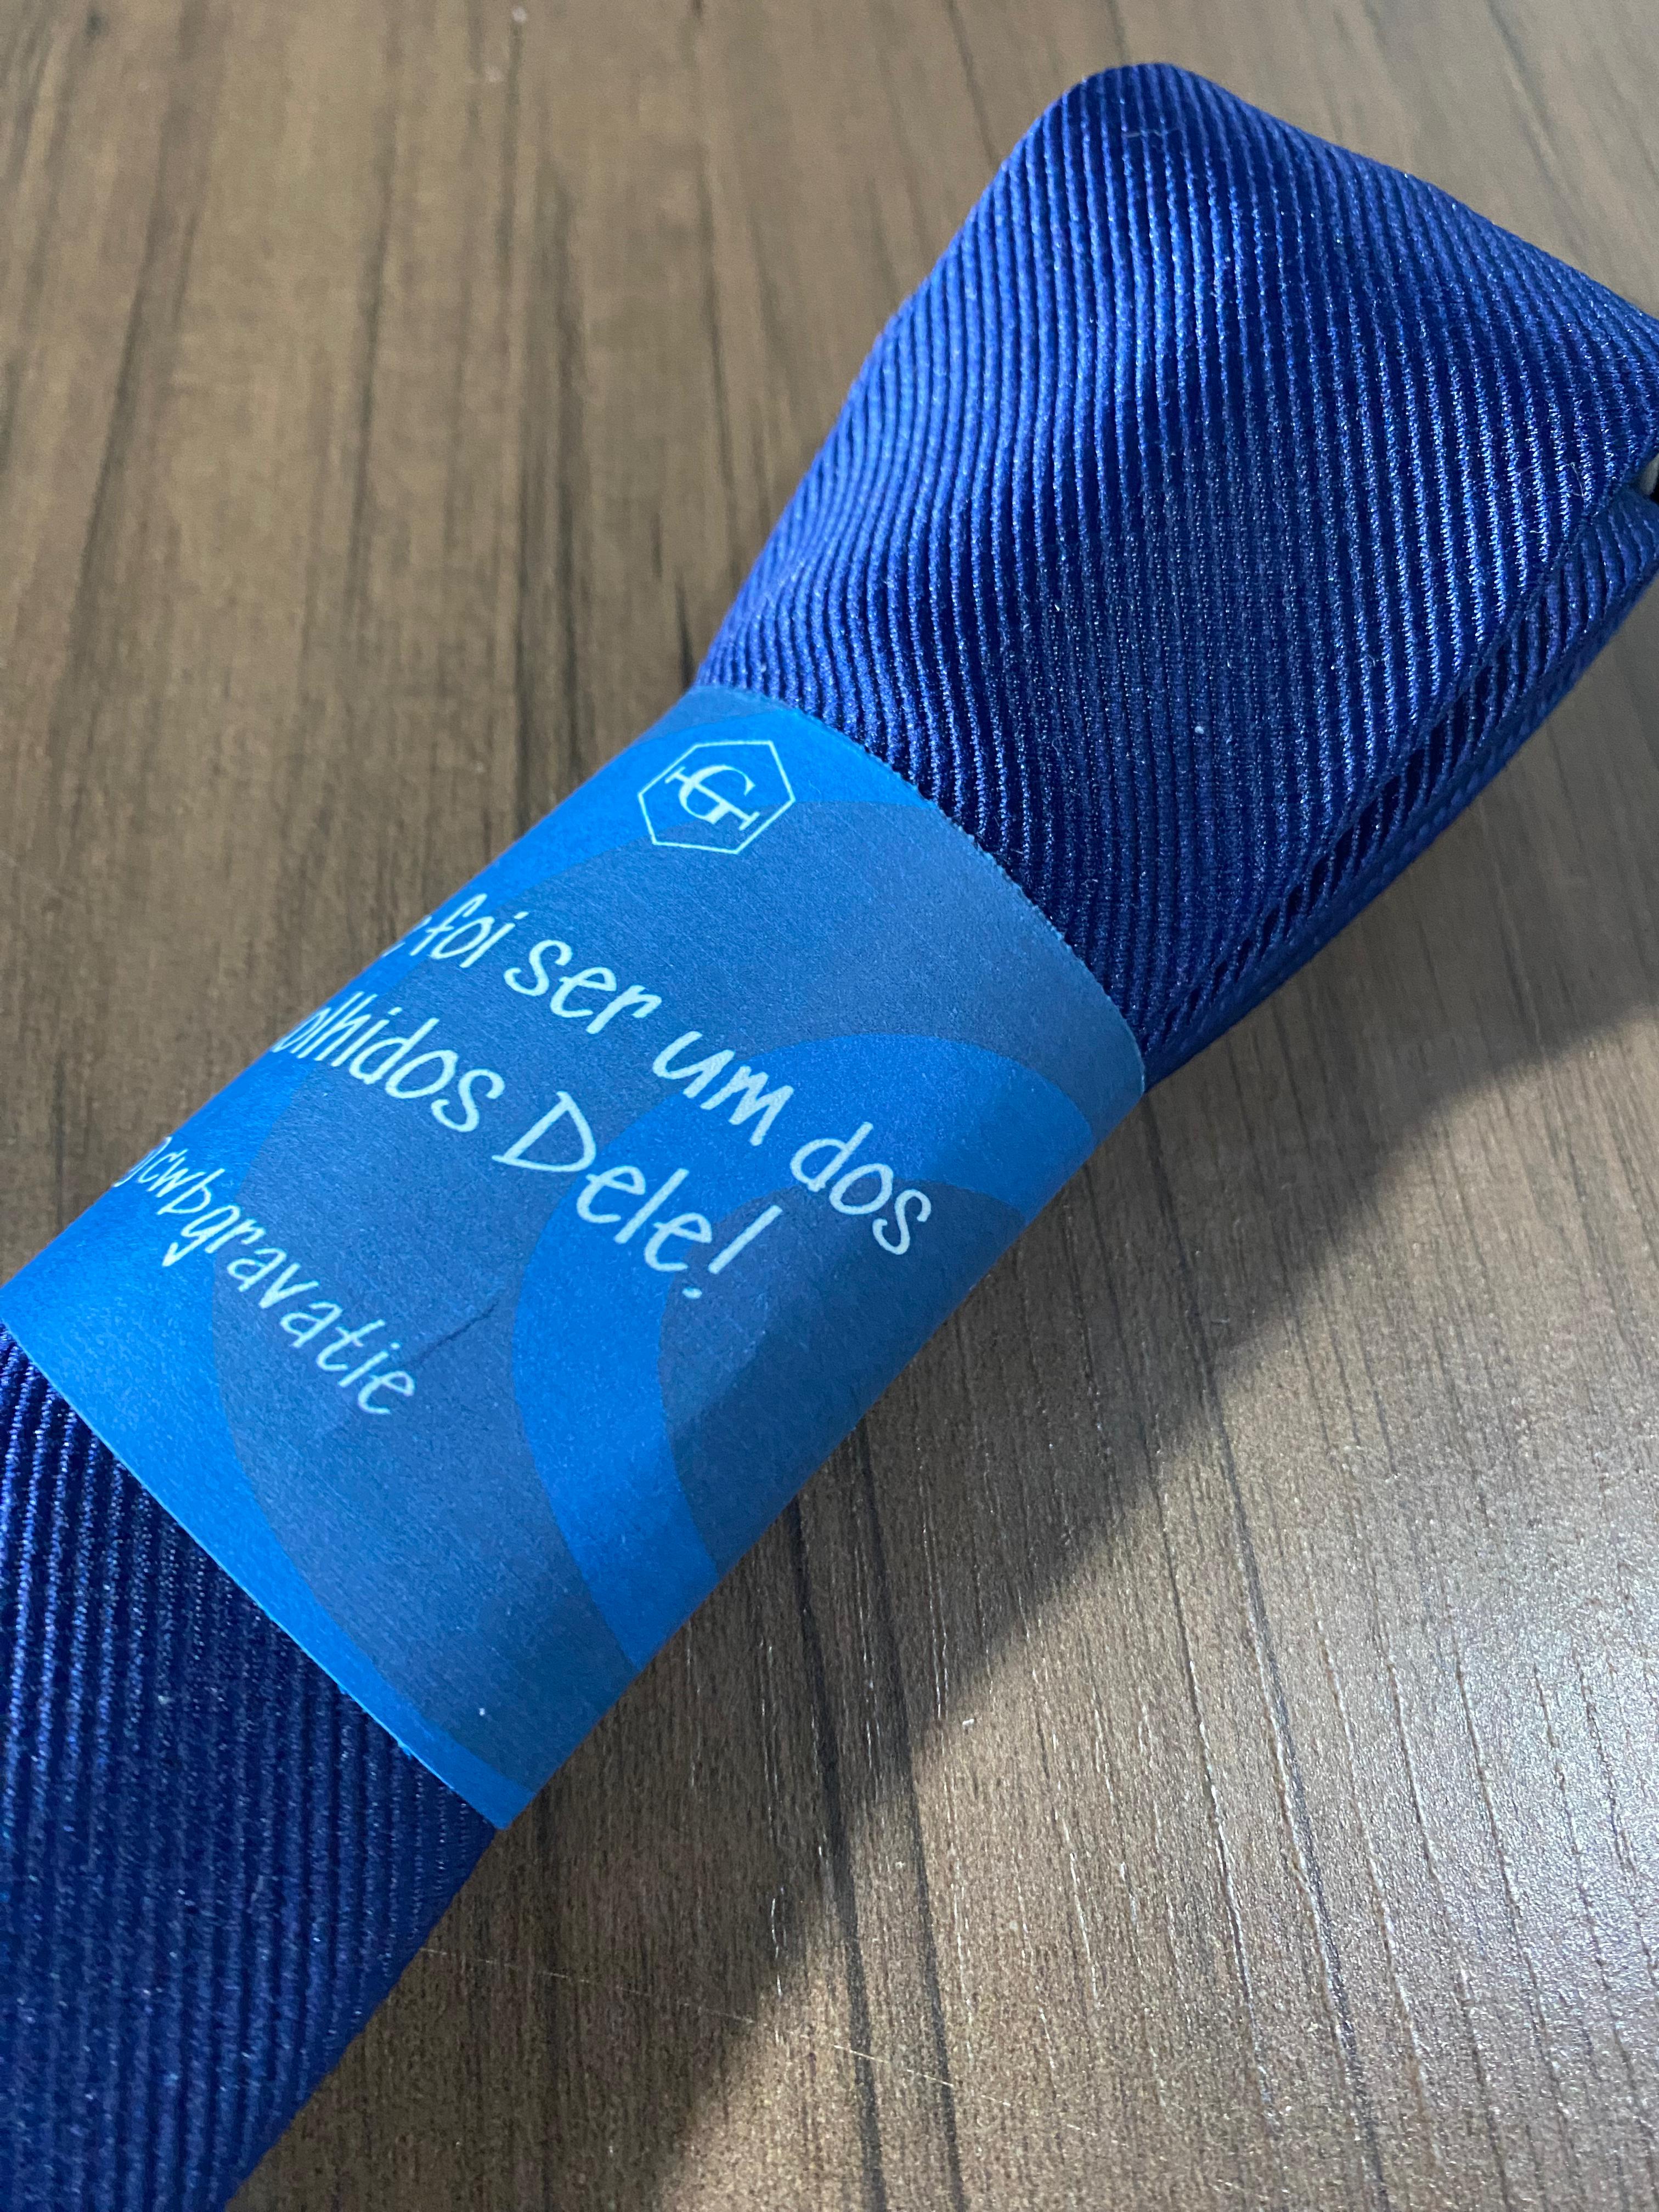 G
foi ser um dos
olhidos Dele!
@cwbgravatie